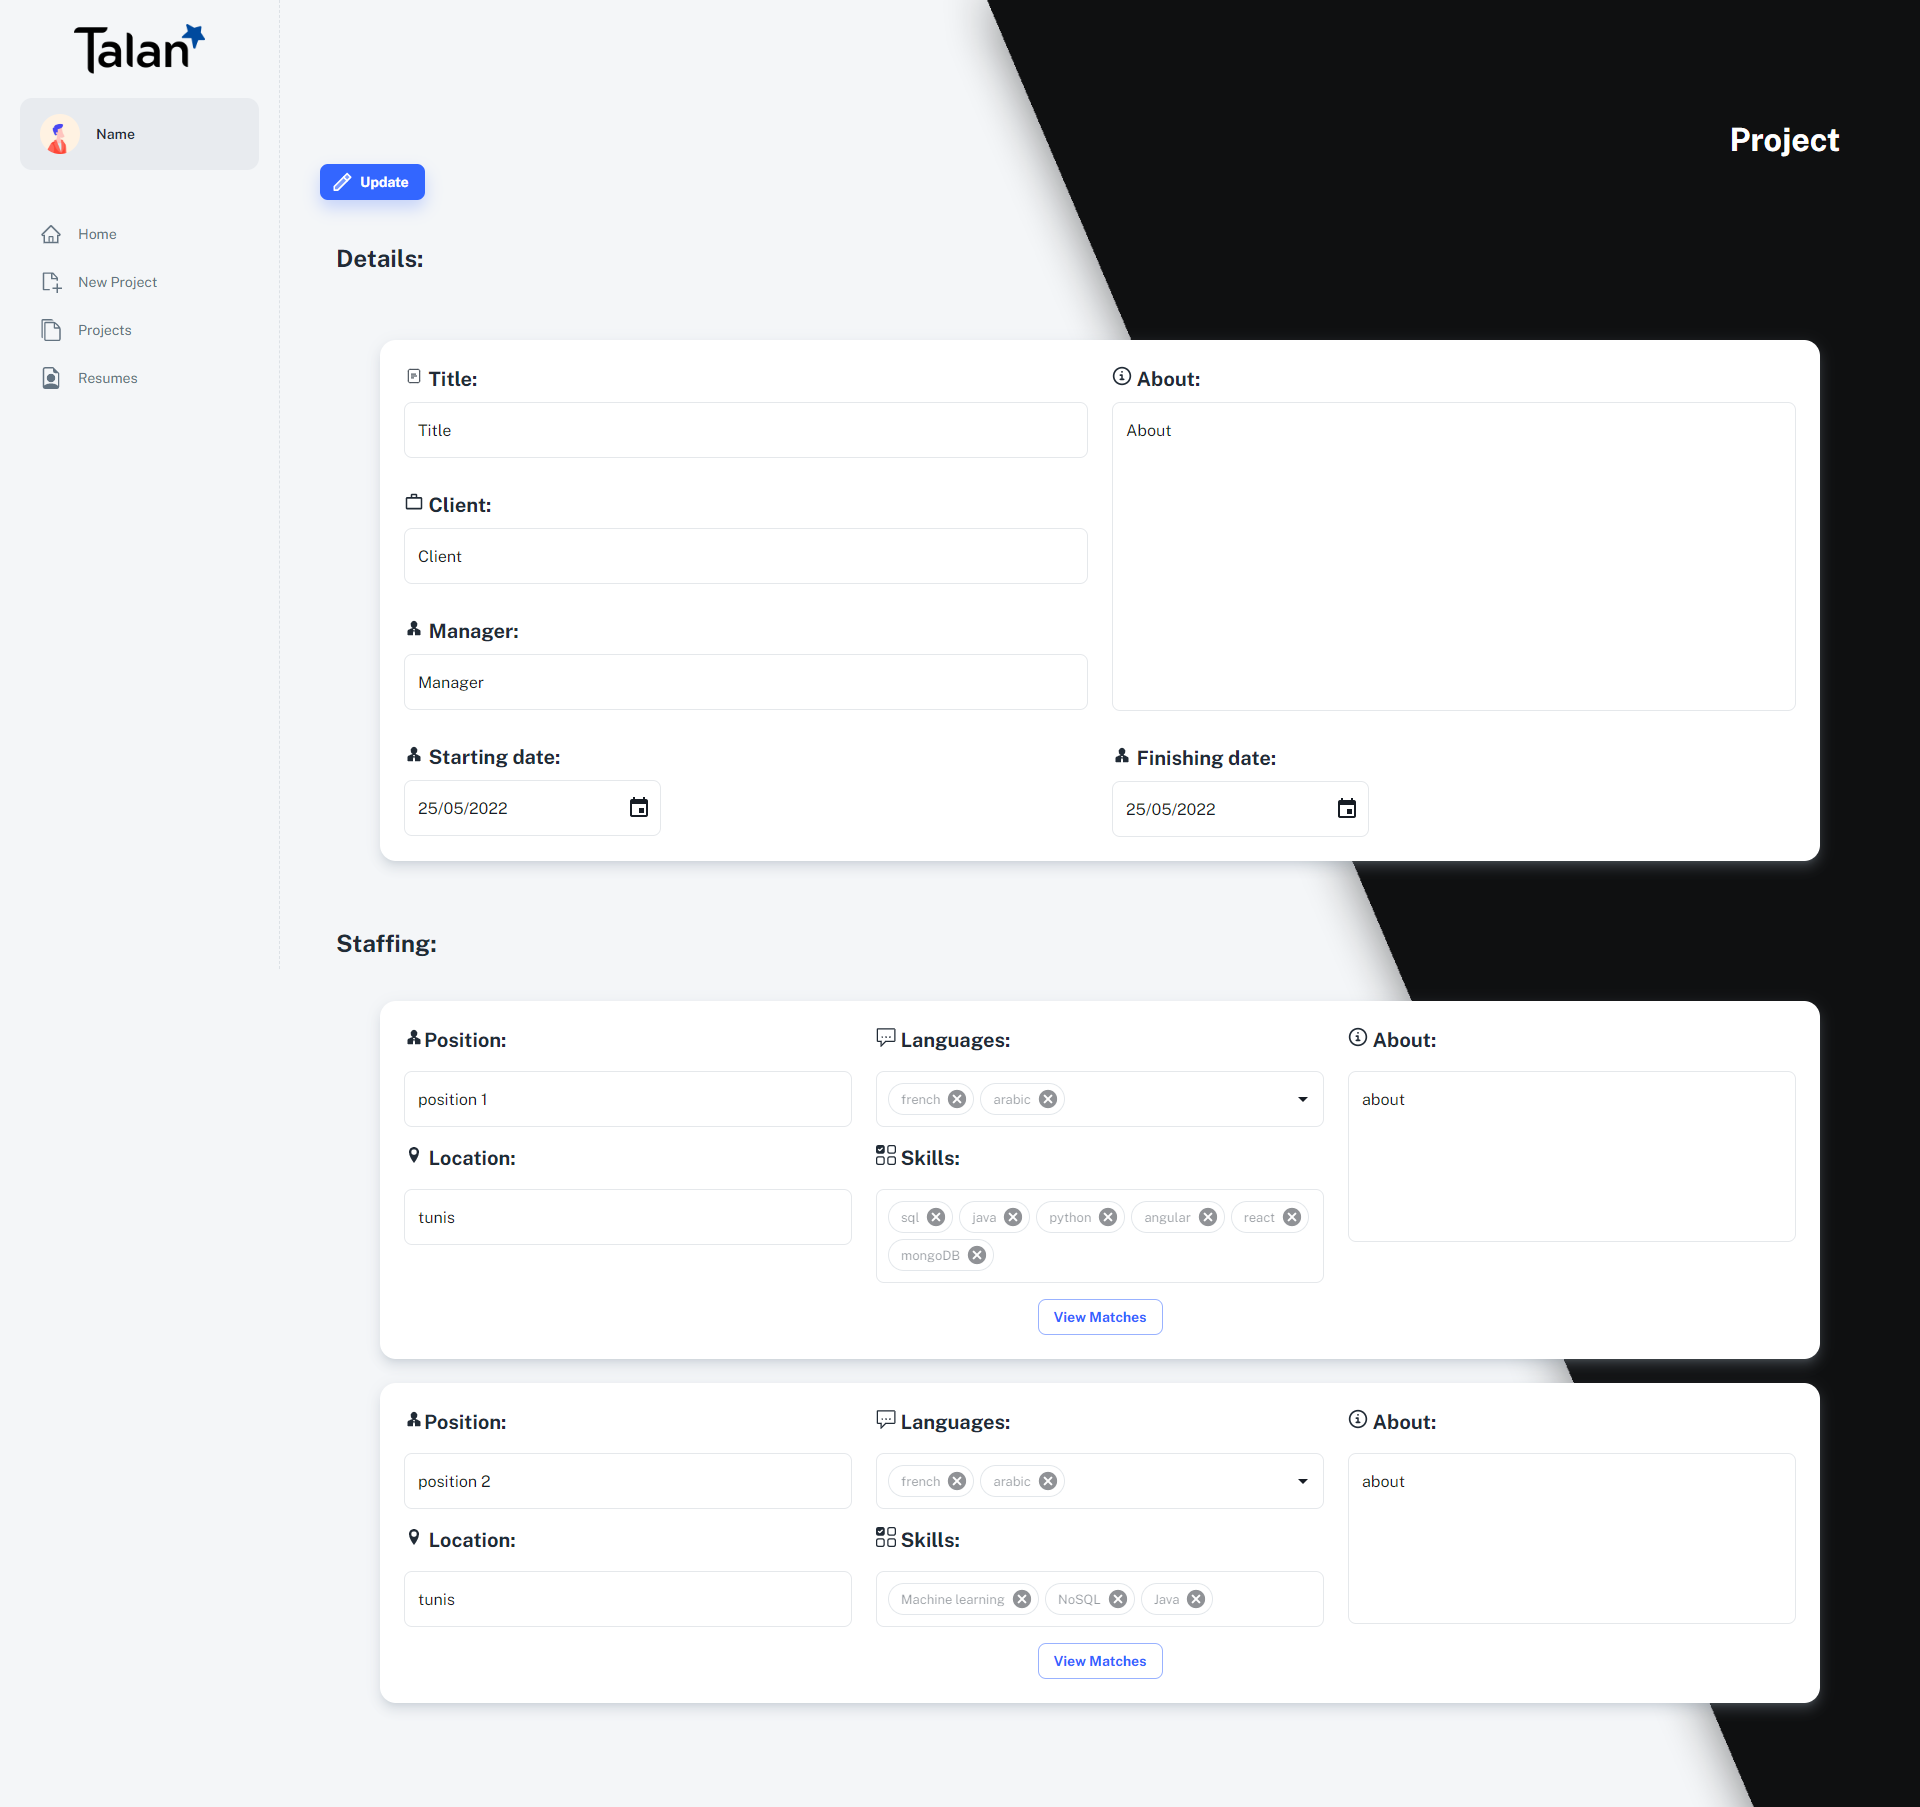 Talan
Name
Home
New Project
Projects
Resumes
Project
Update
Details:
Title:
Title
Client:
Client
Manager:
Manager
About:
About
Starting date:
25/05/2022
Finishing date:
25/05/2022
Staffing:
Position:
position 1
Location:
tunis
Languages:
french arabic
Skills:
sql java python angular react
mongoDB
About:
about
View Matches
Position:
position 2
Location:
tunis
Languages:
french arabic
Skills:
Machine learning NoSQL Java
About:
about
View Matches